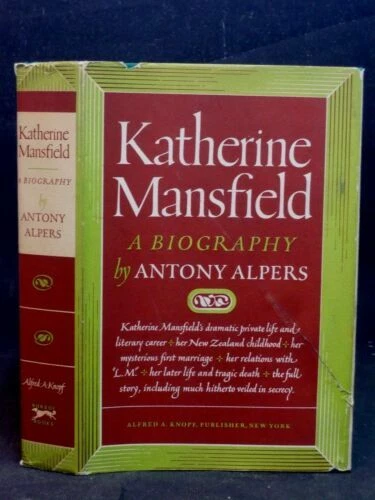 Katherine
Mansfield
A BIOGRAPHY
by
ANTONY
ALPERS
Alfred A Knopf
BORZOI
BOOKS
Katherine
Mansfield
A BIOGRAPHY
by ANTONY ALPERS
Katherine Mansfield's dramatic private life and
literary career + her New Zealand childhood + her
mysterious first marriage + her relations with
"L.M." + her later life and tragic death + the full
story, including much hitherto veiled in secrecy.
ALFRED A. KNOPF, PUBLISHER, NEW YORK